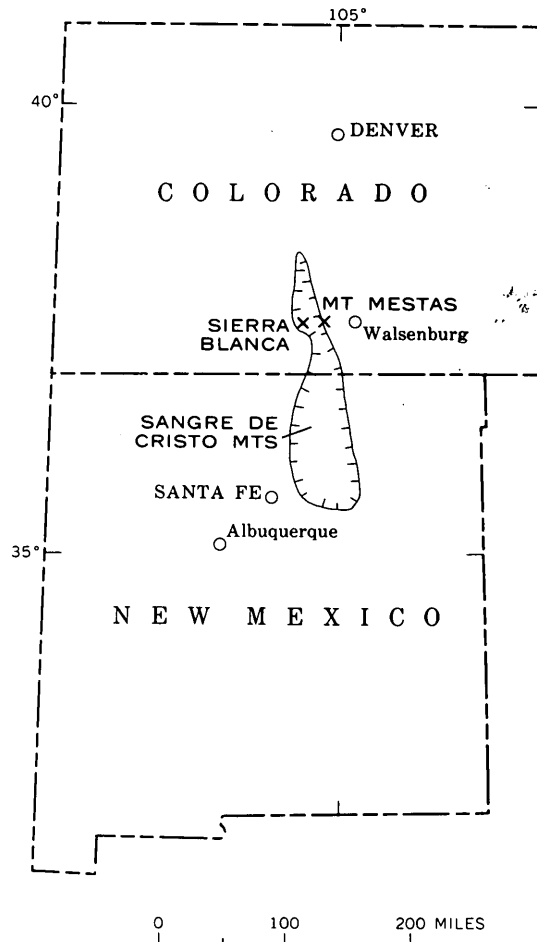 105°
40°
DENVER
COLORADO
MT MESTAS
SIERRA
BLANCA
Walsenburg
SANGRE DE
CRISTO MTS
SANTA FE
Albuquerque
35°
NEW MEXICO
0 100 200 MILES